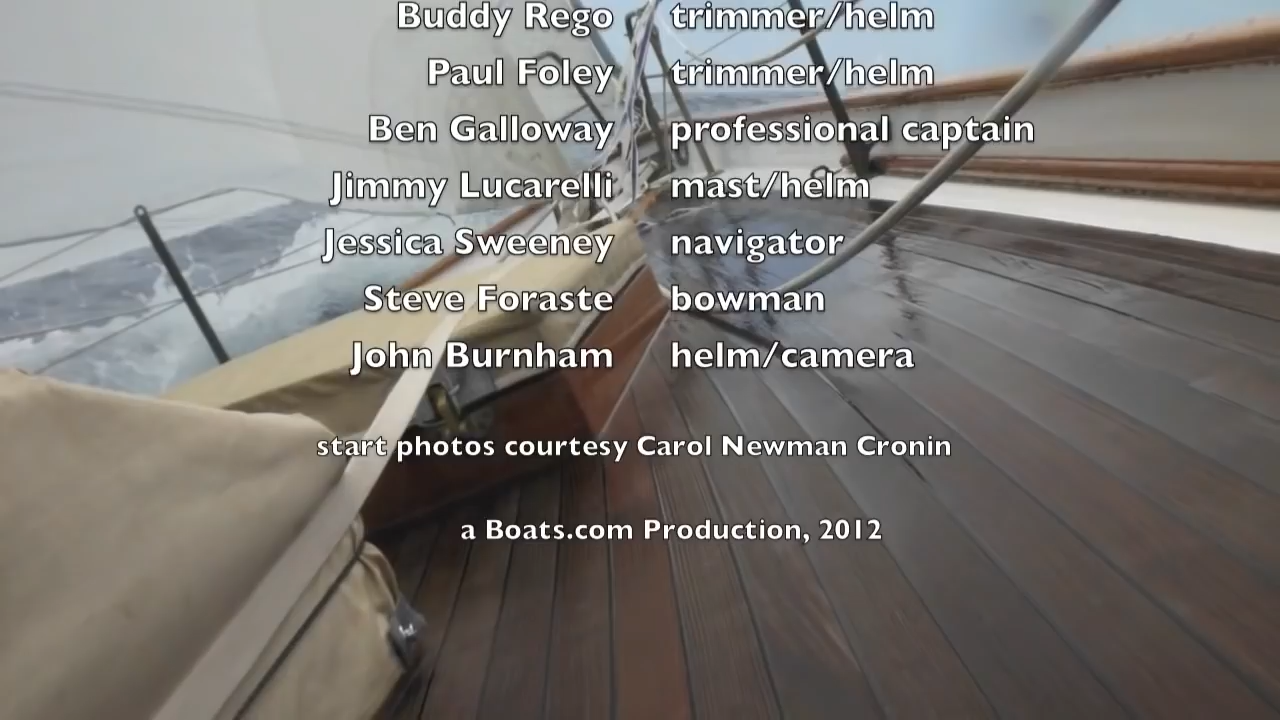 Buddy Rego trimmer/helm
Paul Foley trimmer/helm
Ben Galloway professional captain
Jimmy Lucarelli mast/helm
Jessica Sweeney navigator
Steve Foraste bowman
John Burnham helm/camera
start photos courtesy Carol Newman Cronin
a Boats.com Production, 2012